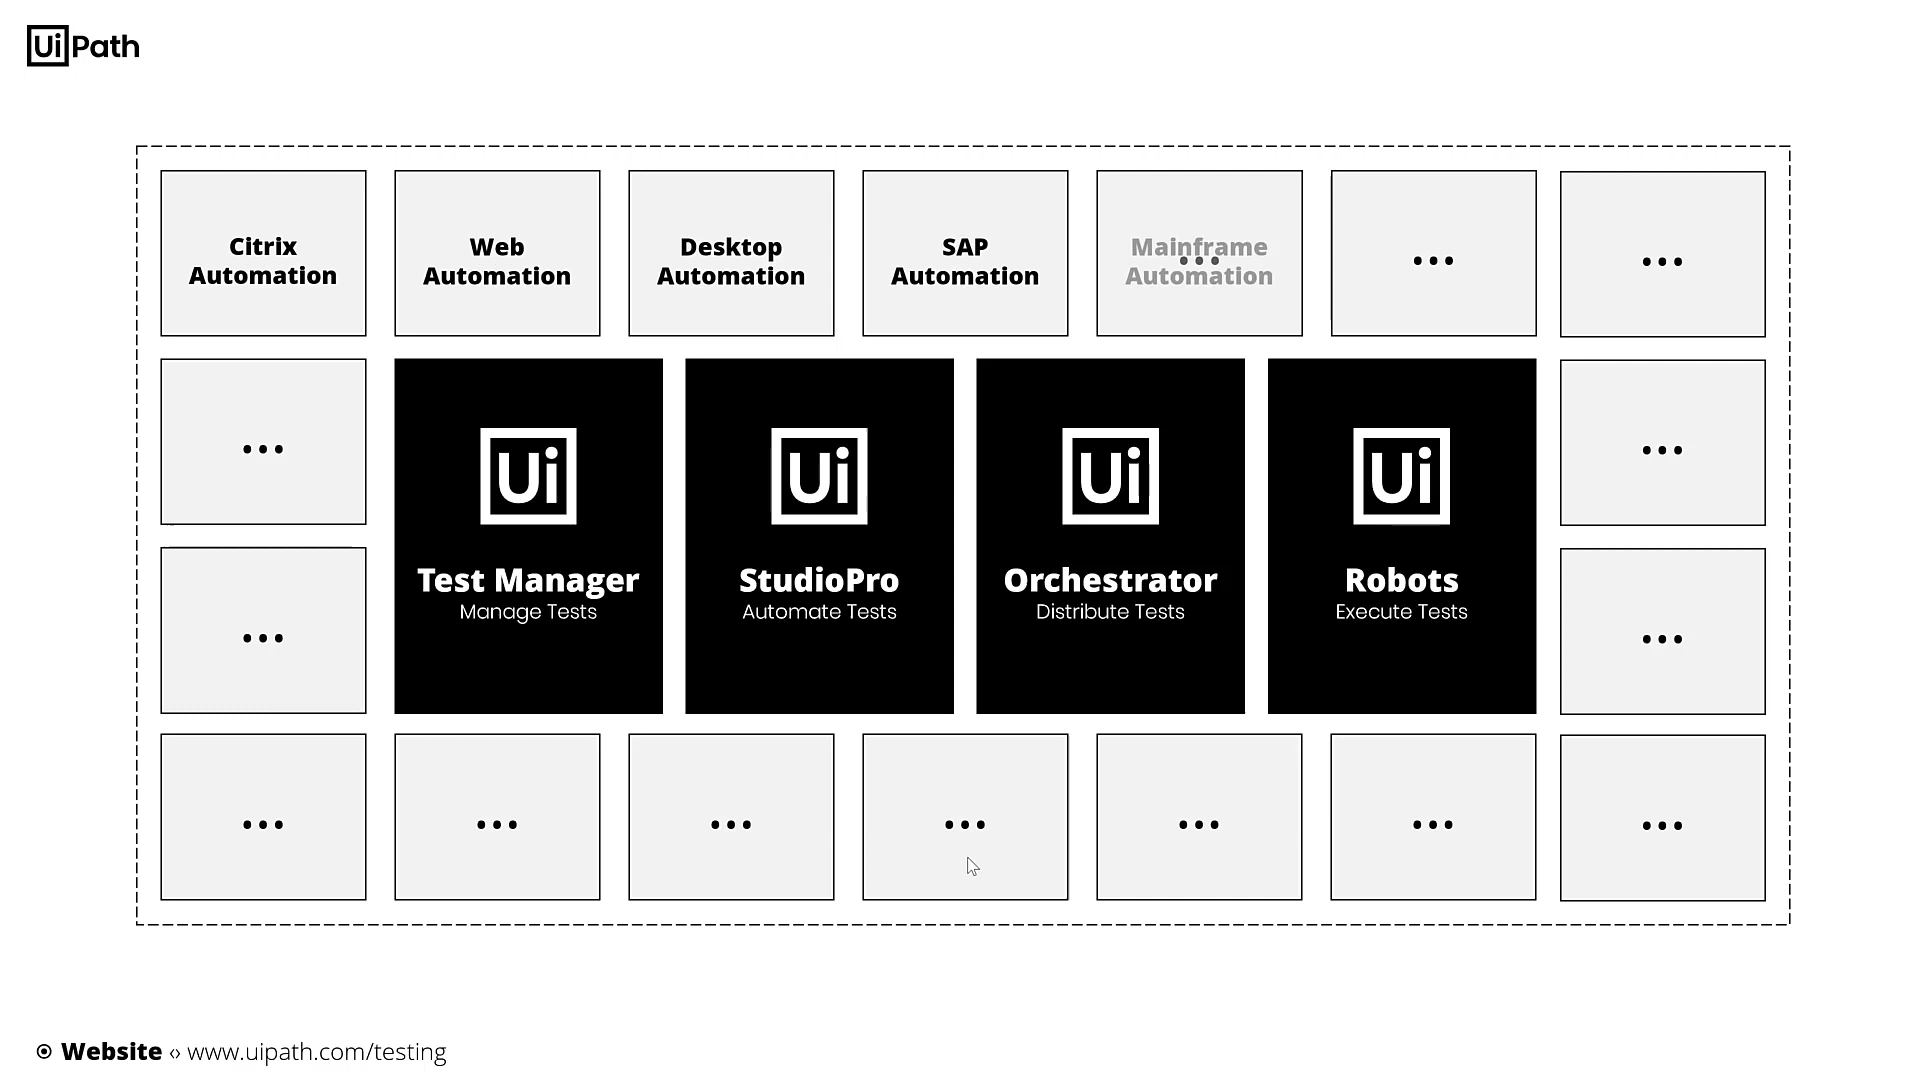 UiPath
Citrix
Automation
Web
Automation
Desktop
Automation
SAP
Automation
Mainframe
Automation
...
...
...
...
Ui
Test Manager
Manage Tests
Ui
StudioPro
Automate Tests
Ui
Orchestrator
Distribute Tests
Ui
Robots
Execute Tests
...
...
...
...
...
...
...
...
...
...
...
Website ‹› www.uipath.com/testing